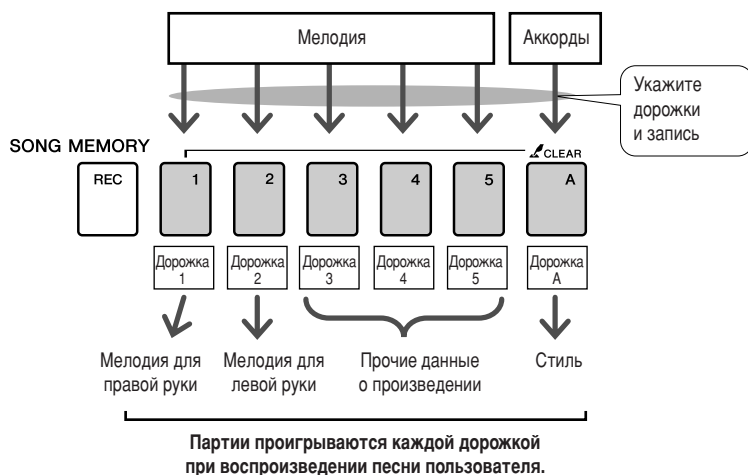 Мелодия
Аккорды
Укажите
дорожки
и запись
SONG MEMORY
CLEAR
REC 1 2 3 4 5 A
Дорожка 1
Дорожка 2
Дорожка 3
Дорожка 4
Дорожка 5
Дорожка A
Мелодия для
правой руки
Мелодия для
левой руки
Прочие данные
о произведении
Стиль
Партии проигрываются каждой дорожкой
при воспроизведении песни пользователя.